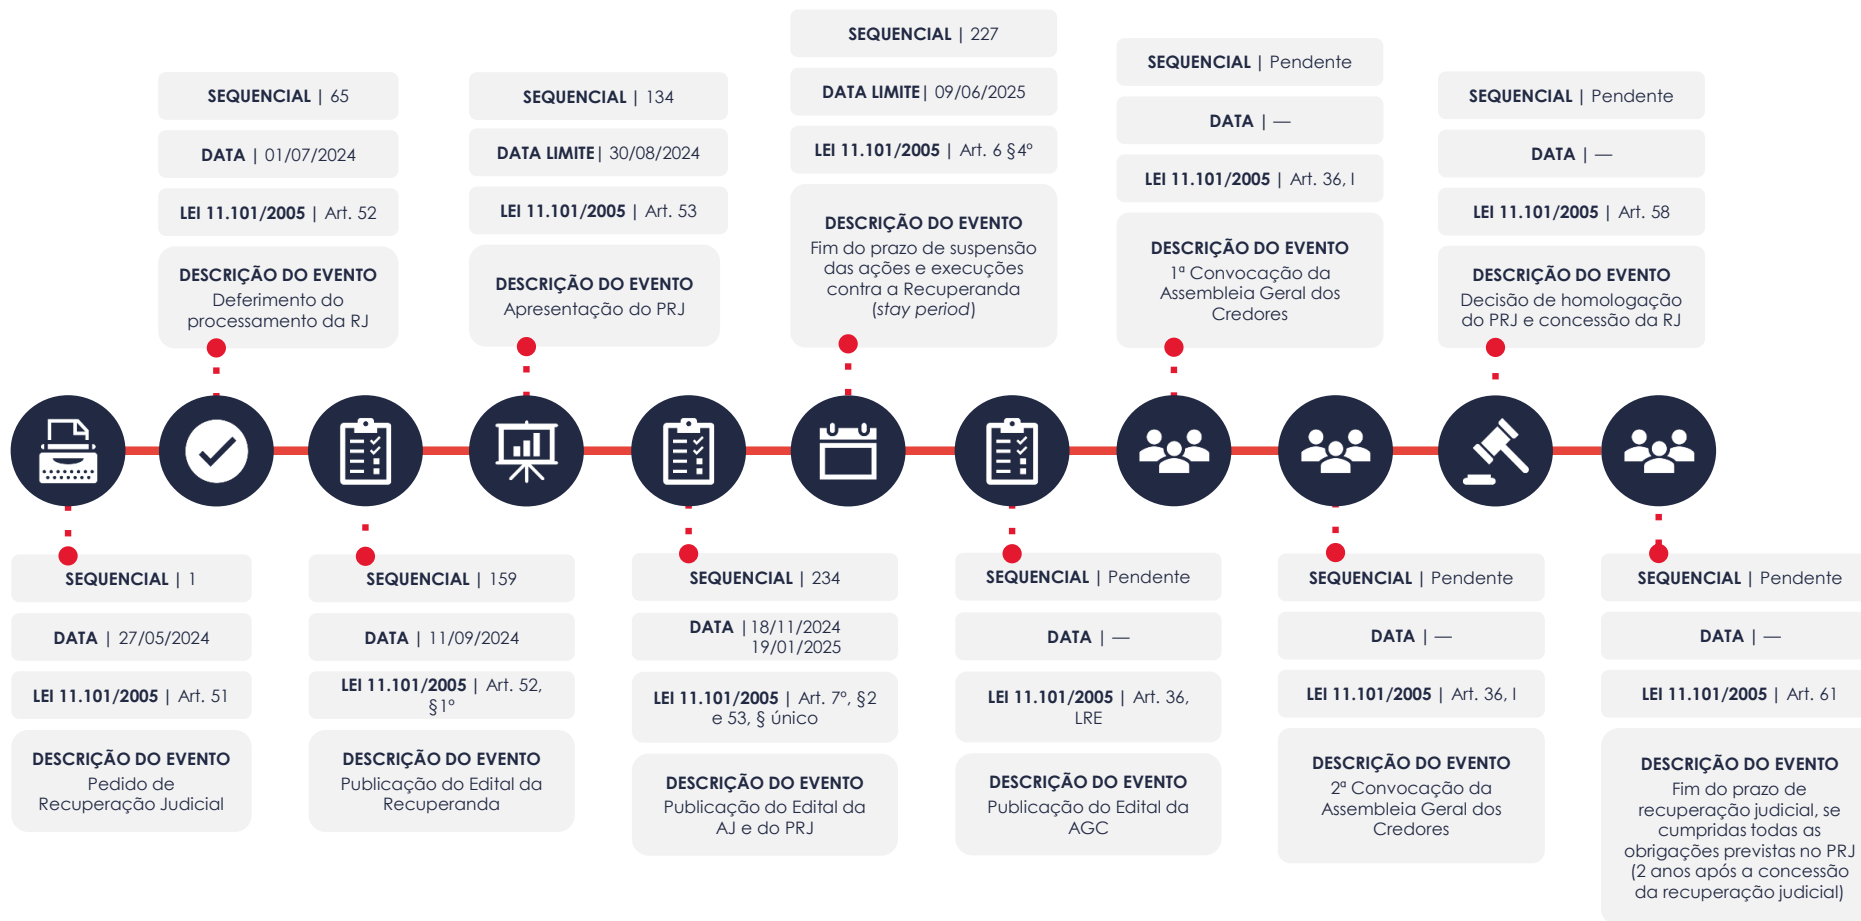 SEQUENCIAL | 65
DATA | 01/07/2024
LEI 11.101/2005 | Art. 52
DESCRIÇÃO DO EVENTO
Deferimento do
processamento da RJ
SEQUENCIAL | 134
DATA LIMITE| 30/08/2024
LEI 11.101/2005 | Art. 53
DESCRIÇÃO DO EVENTO
Apresentação do PRJ
SEQUENCIAL | 227
DATA LIMITE| 09/06/2025
LEI 11.101/2005 | Art. 6 §4º
DESCRIÇÃO DO EVENTO
Fim do prazo de suspensão
das ações e execuções
contra a Recuperanda
(stay period)
SEQUENCIAL | Pendente
DATA | —
LEI 11.101/2005 | Art. 36, I
DESCRIÇÃO DO EVENTO
1ª Convocação da
Assembleia Geral dos
Credores
SEQUENCIAL | Pendente
DATA | —
LEI 11.101/2005 | Art. 58
DESCRIÇÃO DO EVENTO
Decisão de homologação
do PRJ e concessão da RJ
SEQUENCIAL | 1
DATA | 27/05/2024
LEI 11.101/2005 | Art. 51
DESCRIÇÃO DO EVENTO
Pedido de
Recuperação Judicial
SEQUENCIAL | 159
DATA | 11/09/2024
LEI 11.101/2005 | Art. 52,
§1º
DESCRIÇÃO DO EVENTO
Publicação do Edital da
Recuperanda
SEQUENCIAL | 234
DATA |18/11/2024
19/01/2025
LEI 11.101/2005 | Art. 7º, §2
e 53, § único
DESCRIÇÃO DO EVENTO
Publicação do Edital da
AJ e do PRJ
SEQUENCIAL | Pendente
DATA | —
LEI 11.101/2005 | Art. 36,
LRE
DESCRIÇÃO DO EVENTO
Publicação do Edital da
AGC
SEQUENCIAL | Pendente
DATA | —
LEI 11.101/2005 | Art. 36, I
DESCRIÇÃO DO EVENTO
2ª Convocação da
Assembleia Geral dos
Credores
SEQUENCIAL | Pendente
DATA | —
LEI 11.101/2005 | Art. 61
DESCRIÇÃO DO EVENTO
Fim do prazo de
recuperação judicial, se
cumpridas todas as
obrigações previstas no PRJ
(2 anos após a concessão
da recuperação judicial)